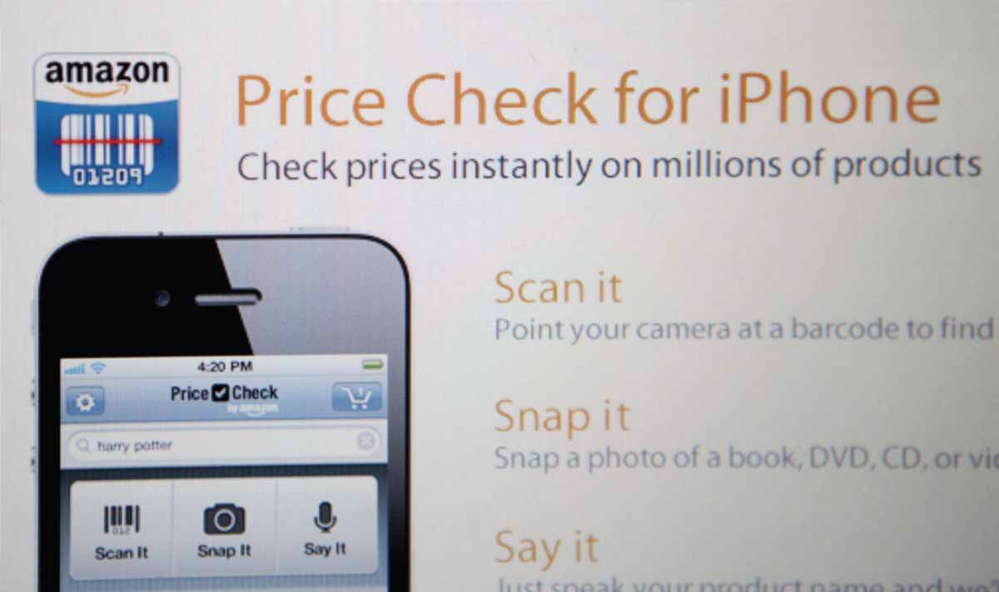 amazon
01209
Price Check for iPhone
Check prices instantly on millions of products
4:20 PM
Price Check
by amazon
harry potter
012
Scan It
Snap It
Say It
Scan it
Point your camera at a barcode to find
Snap it
Snap a photo of a book, DVD, CD, or
Say it
Just speak your product name and